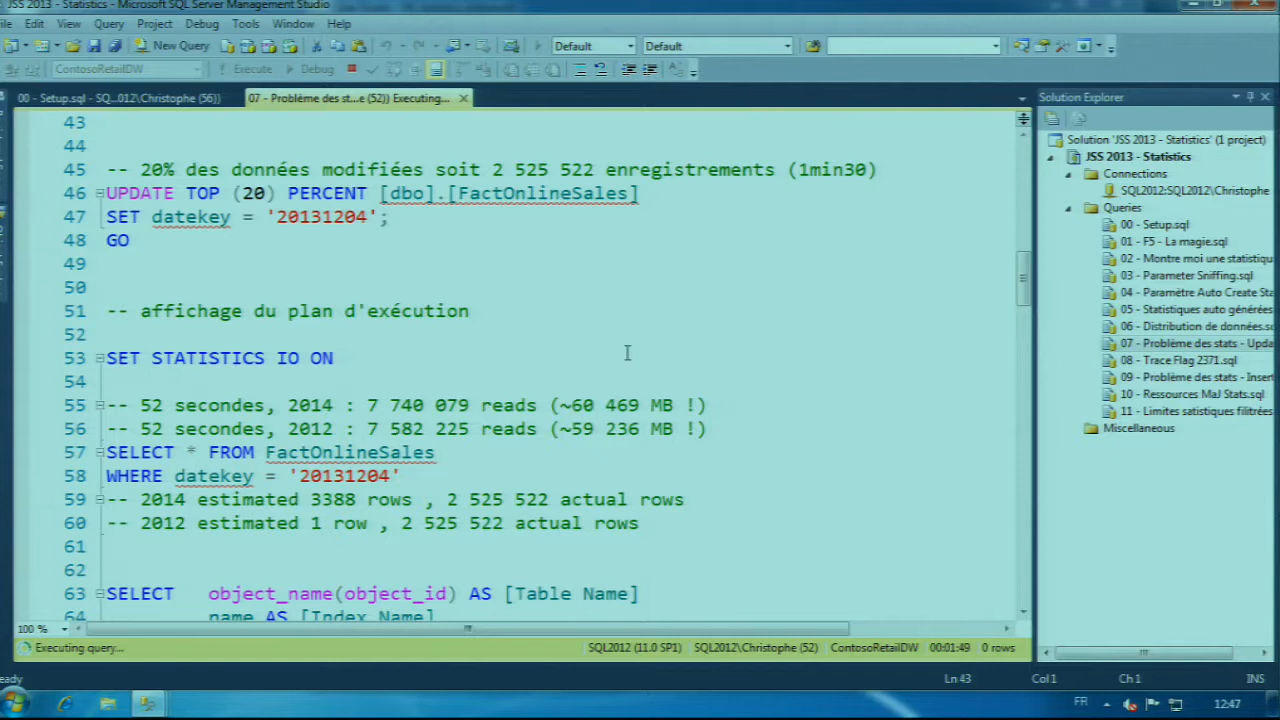 JSS 2013 - Statistics - Microsoft SQL Server Management Studio
File Edit View Query Project Debug Tools Window Help
New Query Default Default
ContosoRetailDW Execute Debug
00 - Setup.sql - SQ...012\Christophe (56)) 07 - Problème des st...e (52)) Executing... Solution Explorer
43
44
45 -- 20% des données modifiées soit 2 525 522 enregistrements (1min30)
46 UPDATE TOP (20) PERCENT [dbo].[FactOnlineSales]
47 SET datekey = '20131204';
48 GO
49
50
51 -- affichage du plan d'exécution
52
53 SET STATISTICS IO ON
54
55 -- 52 secondes, 2014 : 7 740 079 reads (~60 469 MB !)
56 -- 52 secondes, 2012 : 7 582 225 reads (~59 236 MB !)
57 SELECT * FROM FactOnlineSales
58 WHERE datekey = '20131204'
59 -- 2014 estimated 3388 rows , 2 525 522 actual rows
60 -- 2012 estimated 1 row , 2 525 522 actual rows
61
62
63 SELECT object_name(object_id) AS [Table Name]
64 name AS [Index Name]
100 %
Executing query... SQL2012 (11.0 SP1) SQL2012\Christophe (52) ContosoRetailDW 00:01:49 0 rows
Solution 'JSS 2013 - Statistics' (1 project)
JSS 2013 - Statistics
Connections
SQL2012:SQL2012\Christophe
Queries
00 - Setup.sql
01 - F5 - La magie.sql
02 - Montre moi une statistiqu
03 - Parameter Sniffing.sql
04 - Paramètre Auto Create Sta
05 - Statistiques auto générées
06 - Distribution de données.s
07 - Problème des stats - Upda
08 - Trace Flag 2371.sql
09 - Problème des stats - Insert
10 - Ressources MaJ Stats.sql
11 - Limites satistiques filitrées
Miscellaneous
eady Ln 43 Col 1 Ch 1 INS
FR 12:47